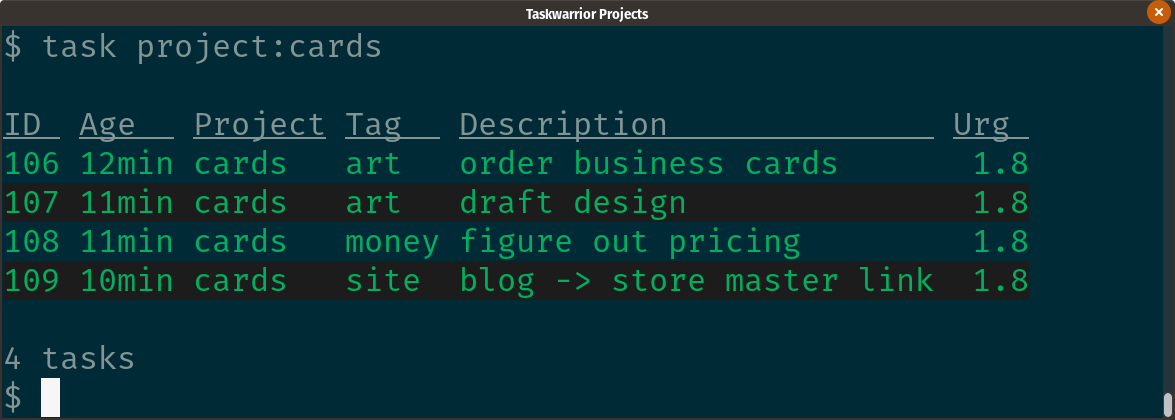 Taskwarrior Projects
$ task project:cards
ID Age Project Tag Description Urg
106 12min cards art order business cards 1.8
107 11min cards art draft design 1.8
108 11min cards money figure out pricing 1.8
109 10min cards site blog -> store master link 1.8
4 tasks
$